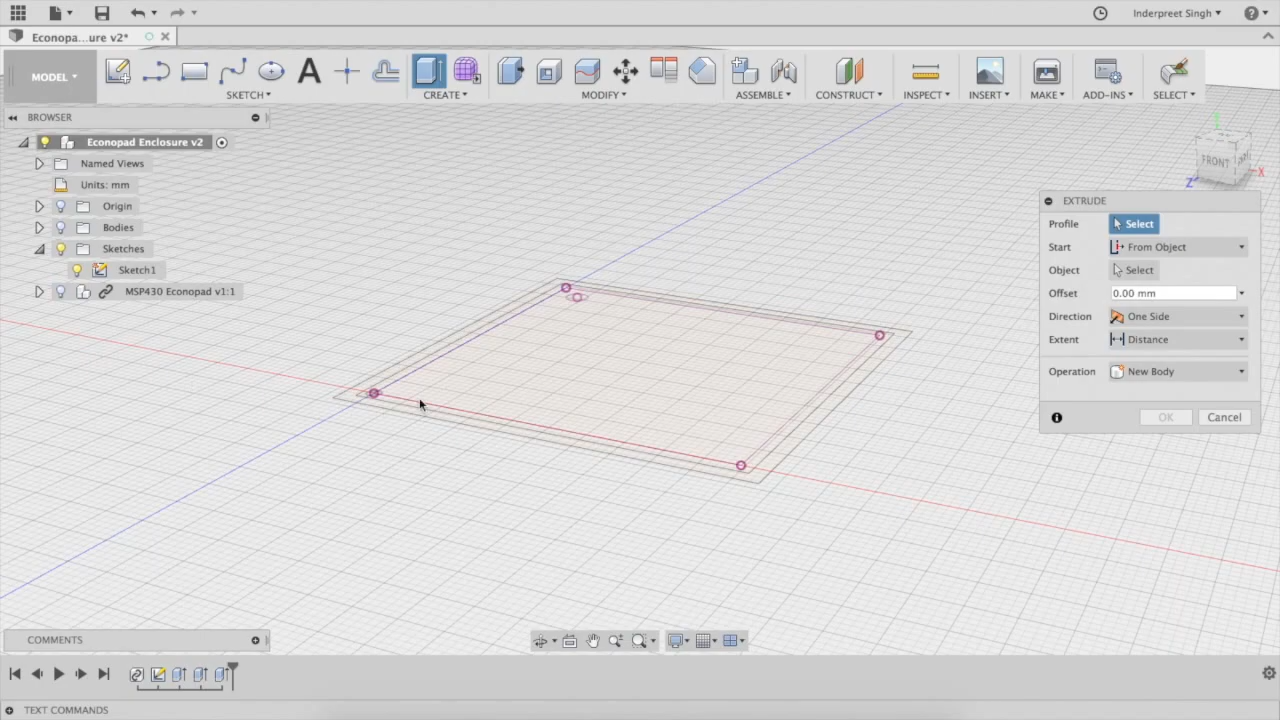 Inderpreet Singh
Econopa...ure v2*
MODEL
SKETCH
CREATE
MODIFY
ASSEMBLE
CONSTRUCT
INSPECT
INSERT
MAKE
ADD-INS
SELECT
BROWSER
Econopad Enclosure v2
Named Views
Units: mm
Origin
Bodies
Sketches
Sketch1
MSP430 Econopad v1:1
FRONT
X
Z
EXTRUDE
Profile Select
Start From Object
Object Select
Offset 0.00 mm
Direction One Side
Extent Distance
Operation New Body
OK Cancel
COMMENTS
TEXT COMMANDS